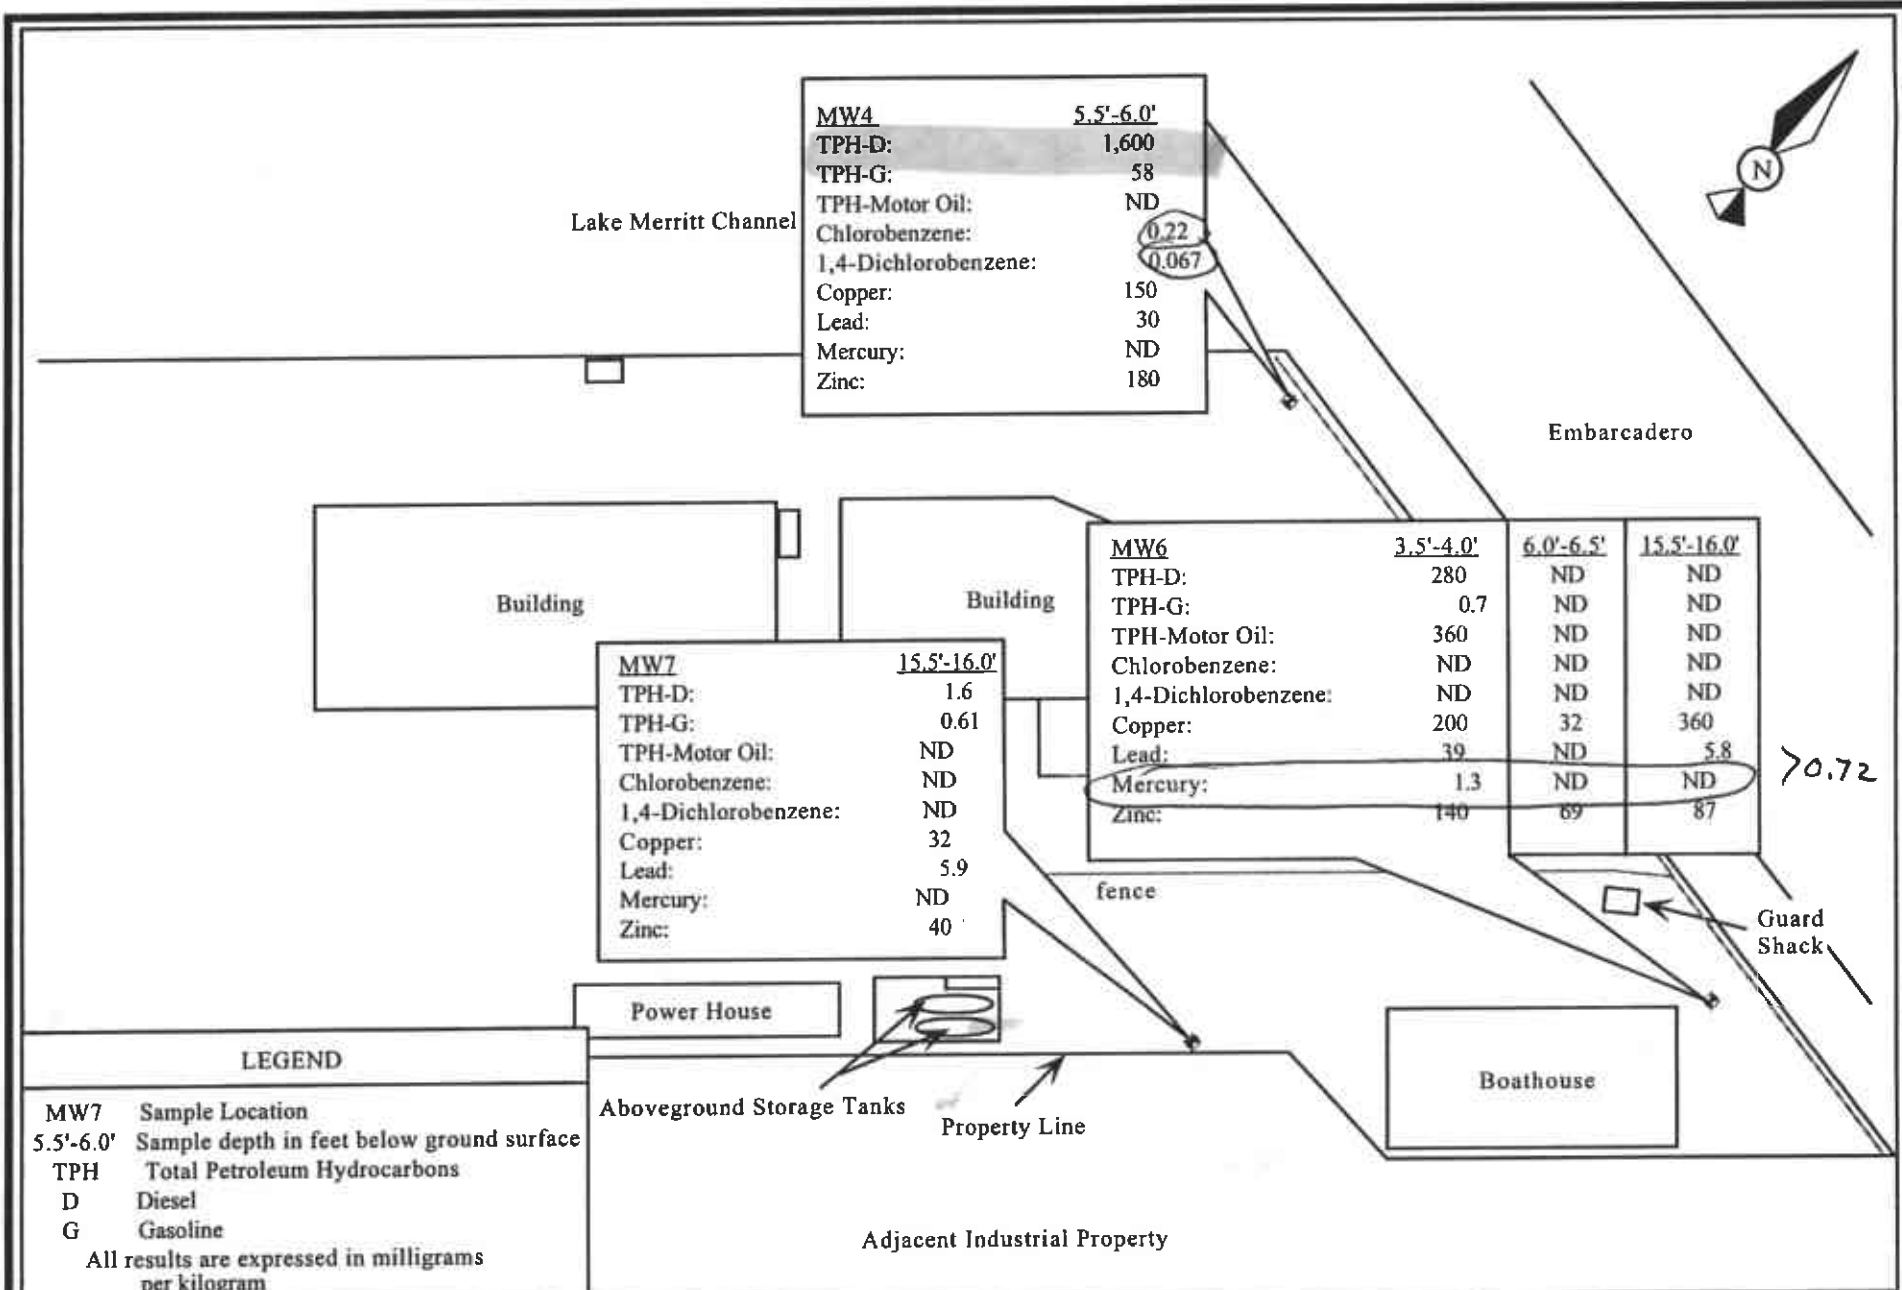 MW4 5.5'-6.0'
TPH-D: 1,600
TPH-G: 58
TPH-Motor Oil: ND
Chlorobenzene: 0.22
1,4-Dichlorobenzene: 0.067
Copper: 150
Lead: 30
Mercury: ND
Zinc: 180
Lake Merritt Channel
N
Embarcadero
Building
Building
MW6 3.5'-4.0' 6.0'-6.5' 15.5'-16.0'
TPH-D: 280 ND ND
TPH-G: 0.7 ND ND
TPH-Motor Oil: 360 ND ND
Chlorobenzene: ND ND ND
1,4-Dichlorobenzene: ND ND ND
Copper: 200 32 360
Lead: 39 ND 5.8
Mercury: 1.3 ND ND
Zinc: 140 69 87
>0.72
MW7 15.5'-16.0'
TPH-D: 1.6
TPH-G: 0.61
TPH-Motor Oil: ND
Chlorobenzene: ND
1,4-Dichlorobenzene: ND
Copper: 32
Lead: 5.9
Mercury: ND
Zinc: 40
fence
Guard
Shack
Power House
Boathouse
Aboveground Storage Tanks
Property Line
Adjacent Industrial Property
LEGEND
MW7 Sample Location
5.5'-6.0' Sample depth in feet below ground surface
TPH Total Petroleum Hydrocarbons
D Diesel
G Gasoline
All results are expressed in milligrams
per kilogram